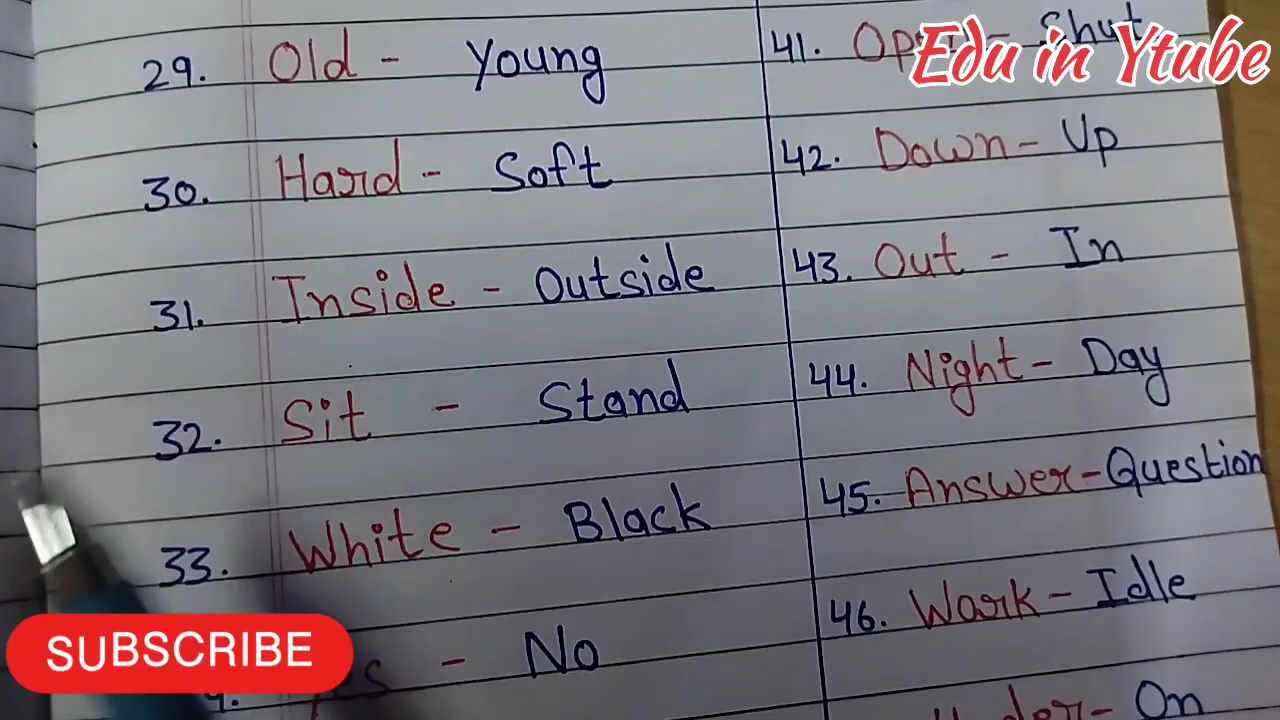 29. Old - Young
30. Hard - Soft
31. Inside - Outside
32. Sit - Stand
33. White - Black
- No
41. - Shut
42. Down - Up
43. Out - In
44. Night - Day
45. Answer - Question
46. Work - Idle
- On
Edu in Ytube
SUBSCRIBE